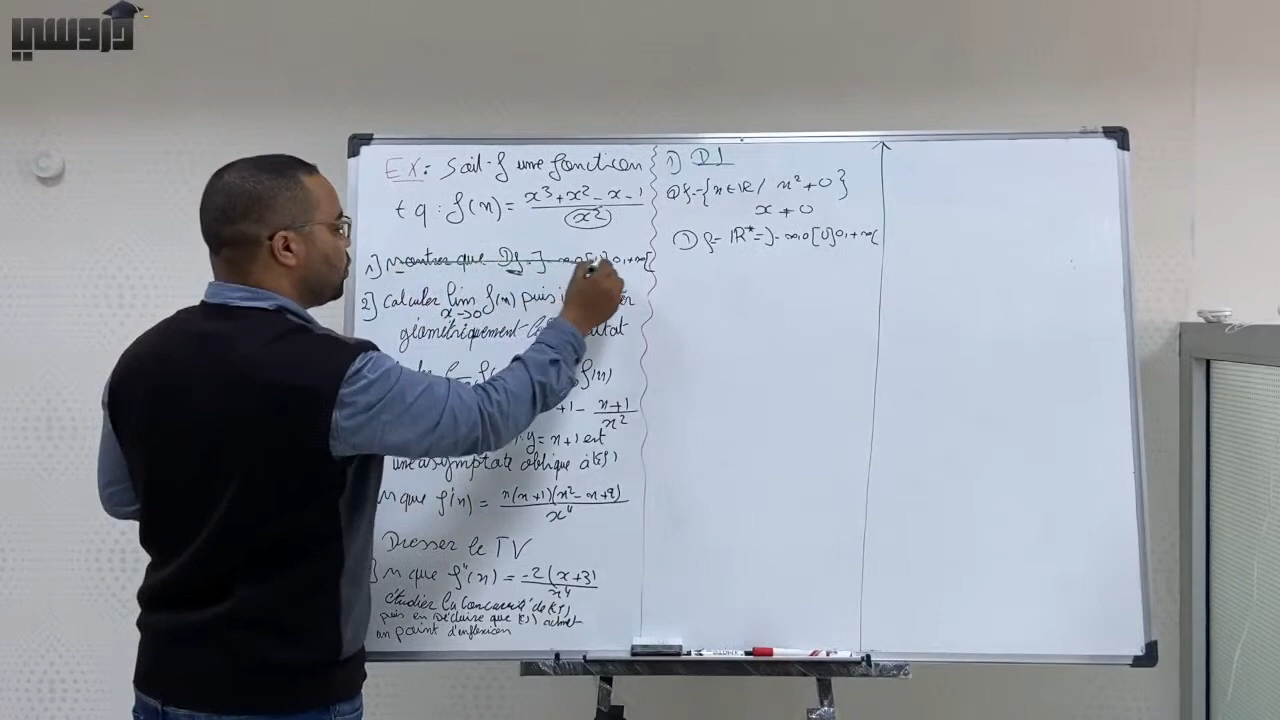 دروسي
EX: Soit f une fonction
tq: f(x) = x³+x²-x-1 / x²
1] Montrer que Df = ]-∞,0[∪]0,+∞[
2] Calculer lim x→0 f(x) puis
géométriquement
f(x)
+1 - x+1 / x²
y = x+1 est
une asymptote oblique à (Cf)
M que f'(x) = x(x+1)(x²-x+2) / x⁴
Dresser le TV
] M que f''(x) = -2(x+3) / x⁴
étudier la concavité de (Cf)
puis en déduire que (Cf) admet
un point d'inflexion
1) Df
Df = {x∈IR / x² ≠ 0}
x ≠ 0
Df = IR* = ]-∞,0[∪]0,+∞[